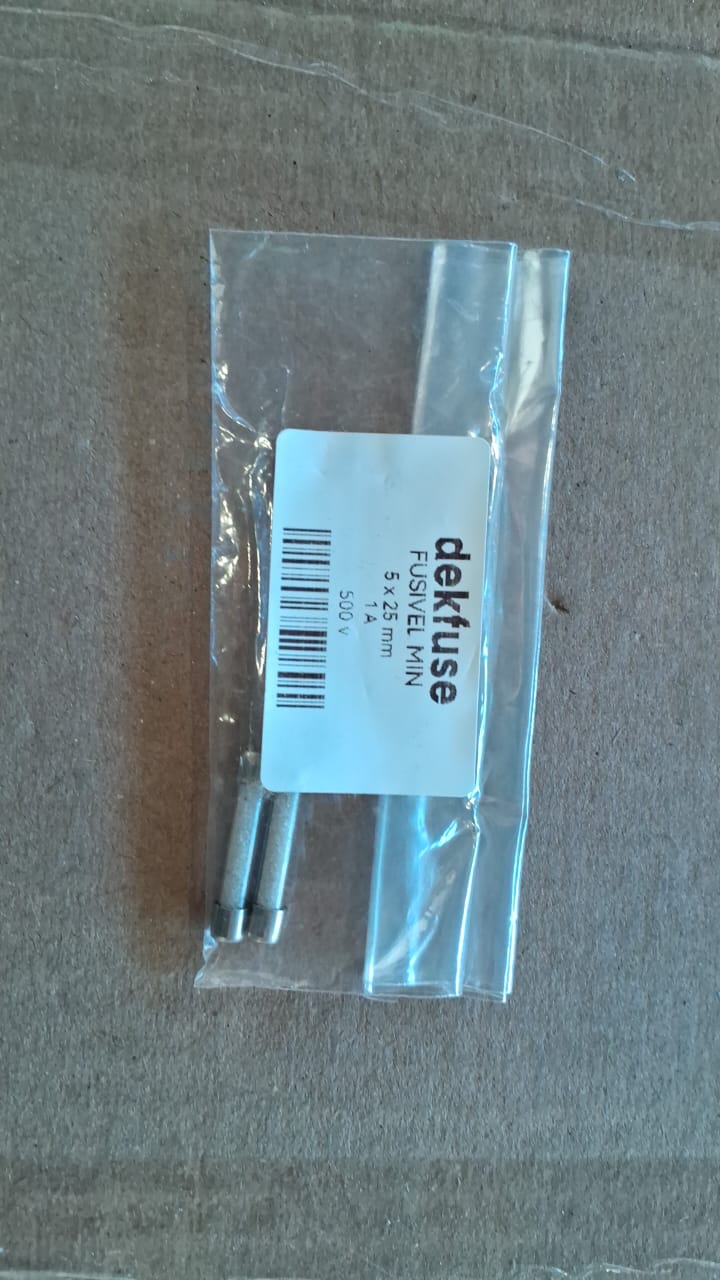 dekfuse
FUSIVEL MIN
5 x 25 mm
1 A
500 v